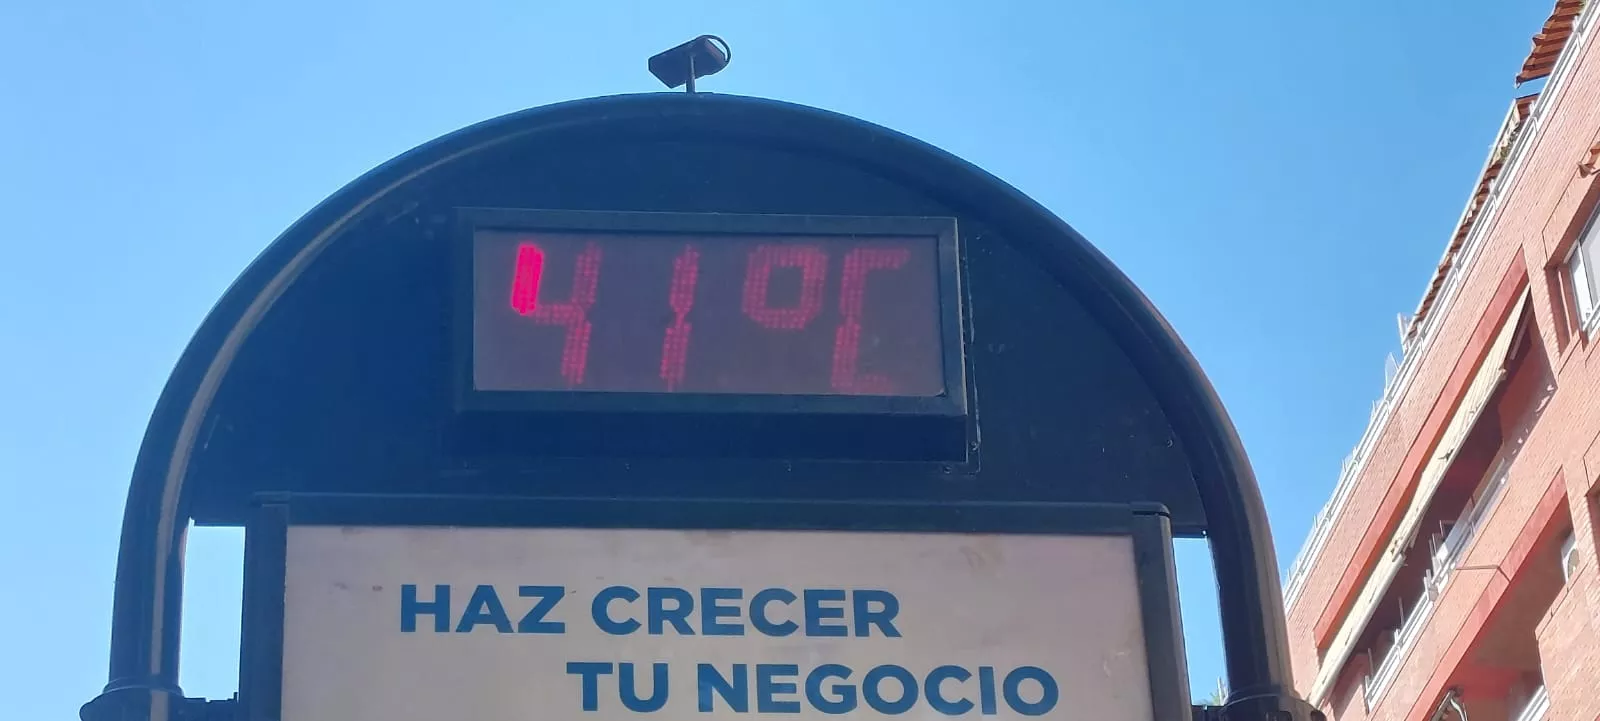 41ºC
HAZ CRECER
TU NEGOCIO